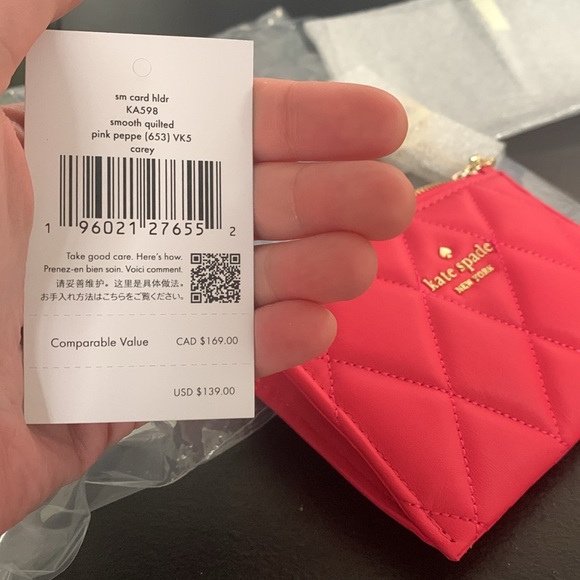 sm card hldr
KA598
smooth quilted
pink peppe (653) VK5
carey
1 96021 27655 2
Take good care. Here's how.
Prenez-en bien soin. Voici comment.
请妥善维护。这里是具体做法。
お手入れ方法はこちらをご覧ください。
Comparable Value CAD $169.00
USD $139.00
kate spade
NEW YORK